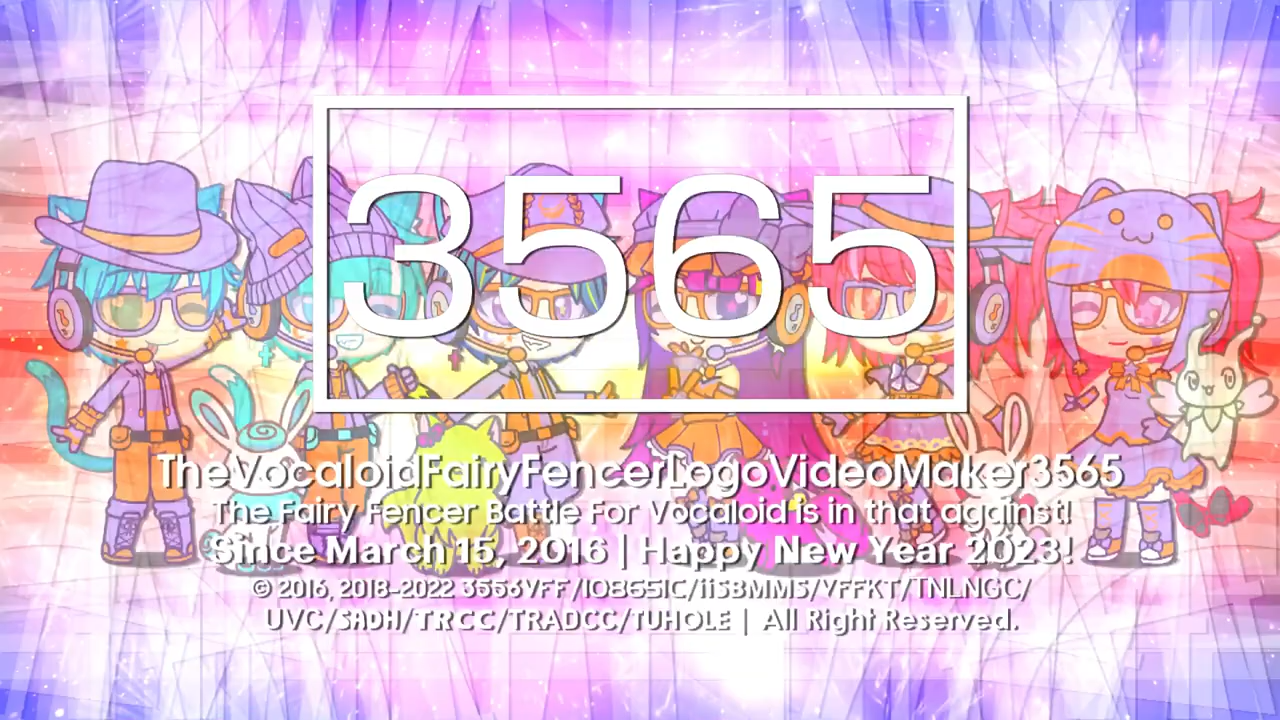 3565
TheVocaloidFairyFencerLogoVideoMaker3565
The Fairy Fencer Battle For Vocaloid is in that against!
Since March 15, 2016 | Happy New Year 2023!
© 2016, 2018-2022 3556VFF/IO8651C/iiSBMMS/VFFKT/TNLNGC/
UVC/SADH/TRCC/TRADCC/TUHOLE | All Right Reserved.